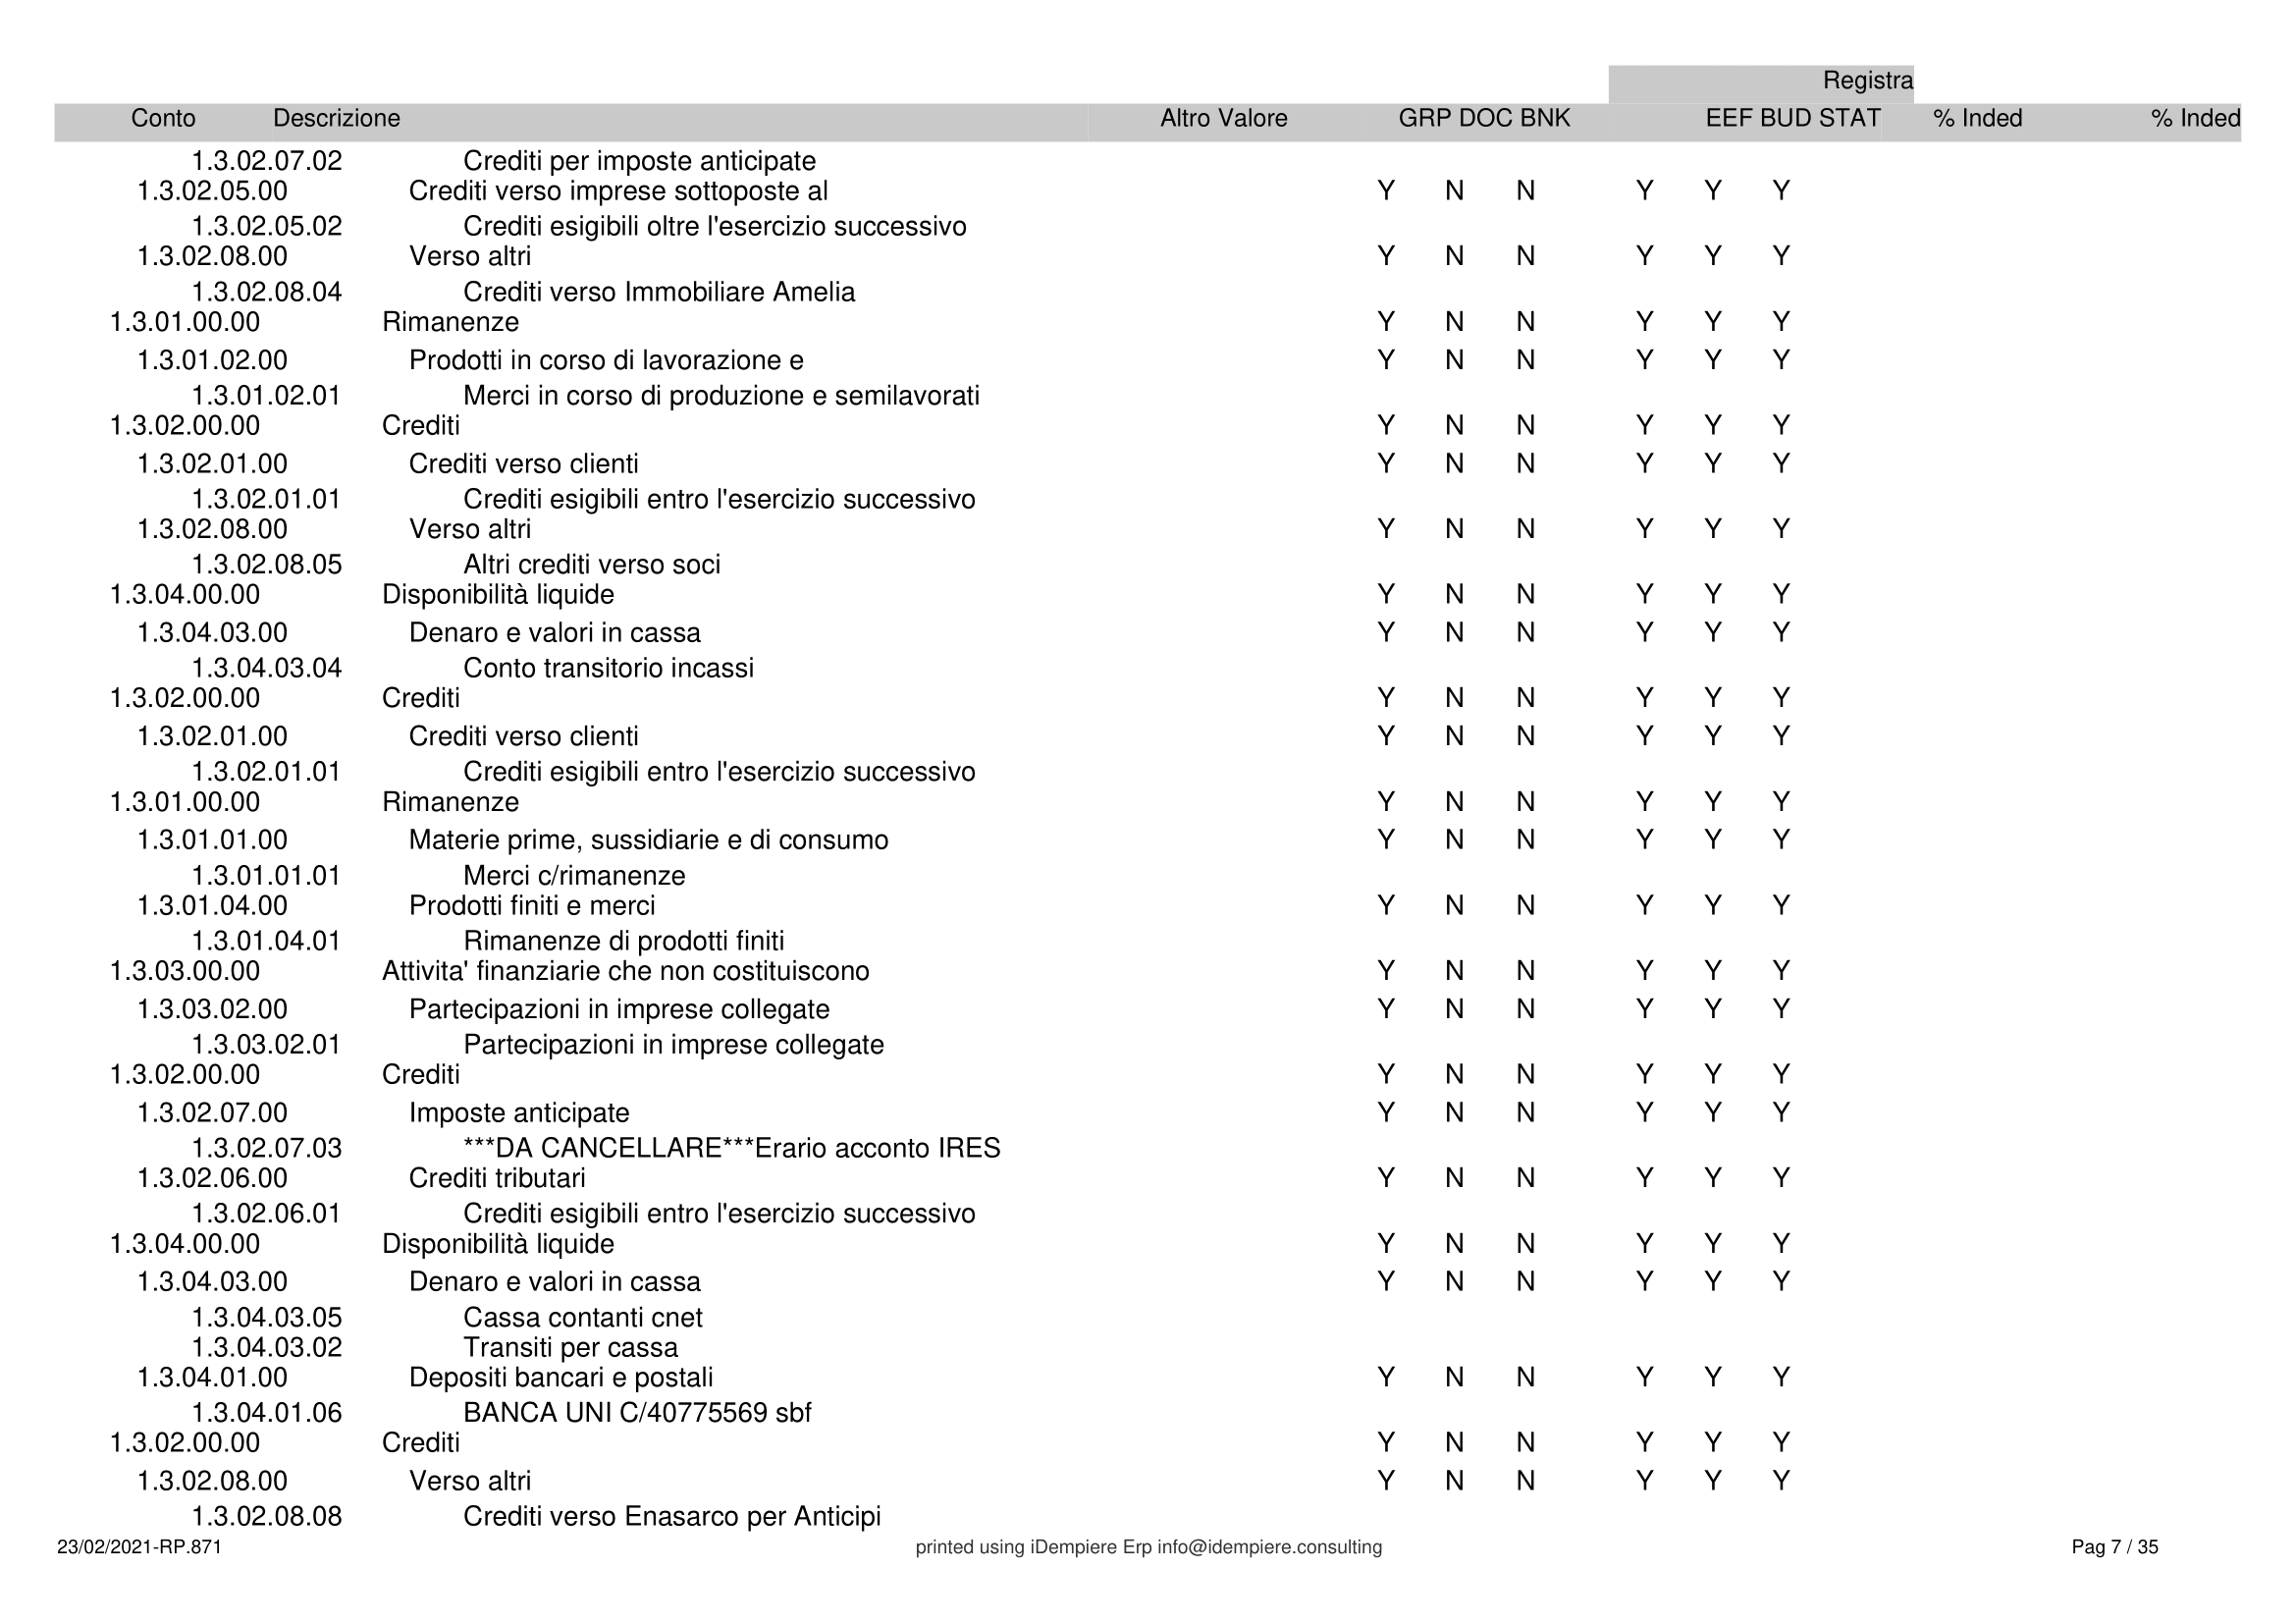 Registra
Conto Descrizione Altro Valore GRP DOC BNK EEF BUD STAT % Inded % Inded
1.3.02.07.02 Crediti per imposte anticipate
1.3.02.05.00 Crediti verso imprese sottoposte al Y N N Y Y Y
1.3.02.05.02 Crediti esigibili oltre l'esercizio successivo
1.3.02.08.00 Verso altri Y N N Y Y Y
1.3.02.08.04 Crediti verso Immobiliare Amelia
1.3.01.00.00 Rimanenze Y N N Y Y Y
1.3.01.02.00 Prodotti in corso di lavorazione e Y N N Y Y Y
1.3.01.02.01 Merci in corso di produzione e semilavorati
1.3.02.00.00 Crediti Y N N Y Y Y
1.3.02.01.00 Crediti verso clienti Y N N Y Y Y
1.3.02.01.01 Crediti esigibili entro l'esercizio successivo
1.3.02.08.00 Verso altri Y N N Y Y Y
1.3.02.08.05 Altri crediti verso soci
1.3.04.00.00 Disponibilità liquide Y N N Y Y Y
1.3.04.03.00 Denaro e valori in cassa Y N N Y Y Y
1.3.04.03.04 Conto transitorio incassi
1.3.02.00.00 Crediti Y N N Y Y Y
1.3.02.01.00 Crediti verso clienti Y N N Y Y Y
1.3.02.01.01 Crediti esigibili entro l'esercizio successivo
1.3.01.00.00 Rimanenze Y N N Y Y Y
1.3.01.01.00 Materie prime, sussidiarie e di consumo Y N N Y Y Y
1.3.01.01.01 Merci c/rimanenze
1.3.01.04.00 Prodotti finiti e merci Y N N Y Y Y
1.3.01.04.01 Rimanenze di prodotti finiti
1.3.03.00.00 Attivita' finanziarie che non costituiscono Y N N Y Y Y
1.3.03.02.00 Partecipazioni in imprese collegate Y N N Y Y Y
1.3.03.02.01 Partecipazioni in imprese collegate
1.3.02.00.00 Crediti Y N N Y Y Y
1.3.02.07.00 Imposte anticipate Y N N Y Y Y
1.3.02.07.03 ***DA CANCELLARE***Erario acconto IRES
1.3.02.06.00 Crediti tributari Y N N Y Y Y
1.3.02.06.01 Crediti esigibili entro l'esercizio successivo
1.3.04.00.00 Disponibilità liquide Y N N Y Y Y
1.3.04.03.00 Denaro e valori in cassa Y N N Y Y Y
1.3.04.03.05 Cassa contanti cnet
1.3.04.03.02 Transiti per cassa
1.3.04.01.00 Depositi bancari e postali Y N N Y Y Y
1.3.04.01.06 BANCA UNI C/40775569 sbf
1.3.02.00.00 Crediti Y N N Y Y Y
1.3.02.08.00 Verso altri Y N N Y Y Y
1.3.02.08.08 Crediti verso Enasarco per Anticipi
23/02/2021-RP.871 printed using iDempiere Erp info@idempiere.consulting Pag 7 / 35